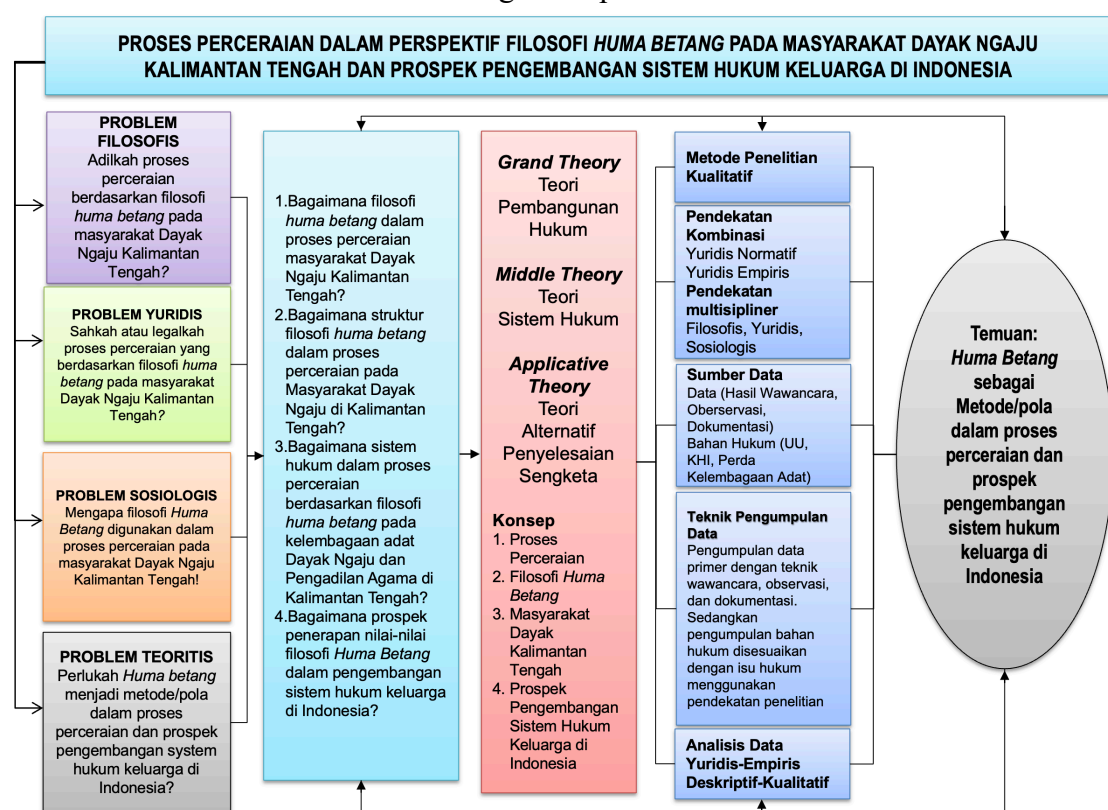 PROSES PERCERAIAN DALAM PERSPEKTIF FILOSOFI HUMA BETANG PADA MASYARAKAT DAYAK NGAJU
KALIMANTAN TENGAH DAN PROSPEK PENGEMBANGAN SISTEM HUKUM KELUARGA DI INDONESIA
PROBLEM
FILOSOFIS
Adilkah proses
perceraian
berdasarkan filosofi
huma betang pada
masyarakat Dayak
Ngaju Kalimantan
Tengah?
PROBLEM YURIDIS
Sahkah atau legalkah
proses perceraian yang
berdasarkan filosofi huma
betang pada masyarakat
Dayak Ngaju Kalimantan
Tengah?
PROBLEM SOSIOLOGIS
Mengapa filosofi Huma
Betang digunakan dalam
proses perceraian pada
masyarakat Dayak Ngaju
Kalimantan Tengah!
PROBLEM TEORITIS
Perlukah Huma betang
menjadi metode/pola
dalam proses
perceraian dan prospek
pengembangan system
hukum keluarga di
Indonesia?
1.Bagaimana filosofi
huma betang dalam
proses perceraian
masyarakat Dayak
Ngaju Kalimantan
Tengah?
2.Bagaimana struktur
filosofi huma betang
dalam proses
perceraian pada
Masyarakat Dayak
Ngaju di Kalimantan
Tengah?
3.Bagaimana sistem
hukum dalam proses
perceraian
berdasarkan filosofi
huma betang pada
kelembagaan adat
Dayak Ngaju dan
Pengadilan Agama di
Kalimantan Tengah?
4.Bagaimana prospek
penerapan nilai-nilai
filosofi Huma Betang
dalam pengembangan
sistem hukum keluarga
di Indonesia?
Grand Theory
Teori
Pembangunan
Hukum
Middle Theory
Teori
Sistem Hukum
Applicative
Theory
Teori
Alternatif
Penyelesaian
Sengketa
Konsep
1. Proses
Perceraian
2. Filosofi Huma
Betang
3. Masyarakat
Dayak
Kalimantan
Tengah
4. Prospek
Pengembangan
Sistem Hukum
Keluarga di
Indonesia
Metode Penelitian
Kualitatif
Pendekatan
Kombinasi
Yuridis Normatif
Yuridis Empiris
Pendekatan
multisipliner
Filosofis, Yuridis,
Sosiologis
Sumber Data
Data (Hasil Wawancara,
Oberservasi,
Dokumentasi)
Bahan Hukum (UU,
KHI, Perda
Kelembagaan Adat)
Teknik Pengumpulan
Data
Pengumpulan data
primer dengan teknik
wawancara, observasi,
dan dokumentasi.
Sedangkan
pengumpulan bahan
hukum disesuaikan
dengan isu hukum
menggunakan
pendekatan penelitian
Analisis Data
Yuridis-Empiris
Deskriptif-Kualitatif
Temuan:
Huma Betang
sebagai
Metode/pola
dalam proses
perceraian dan
prospek
pengembangan
sistem hukum
keluarga di
Indonesia